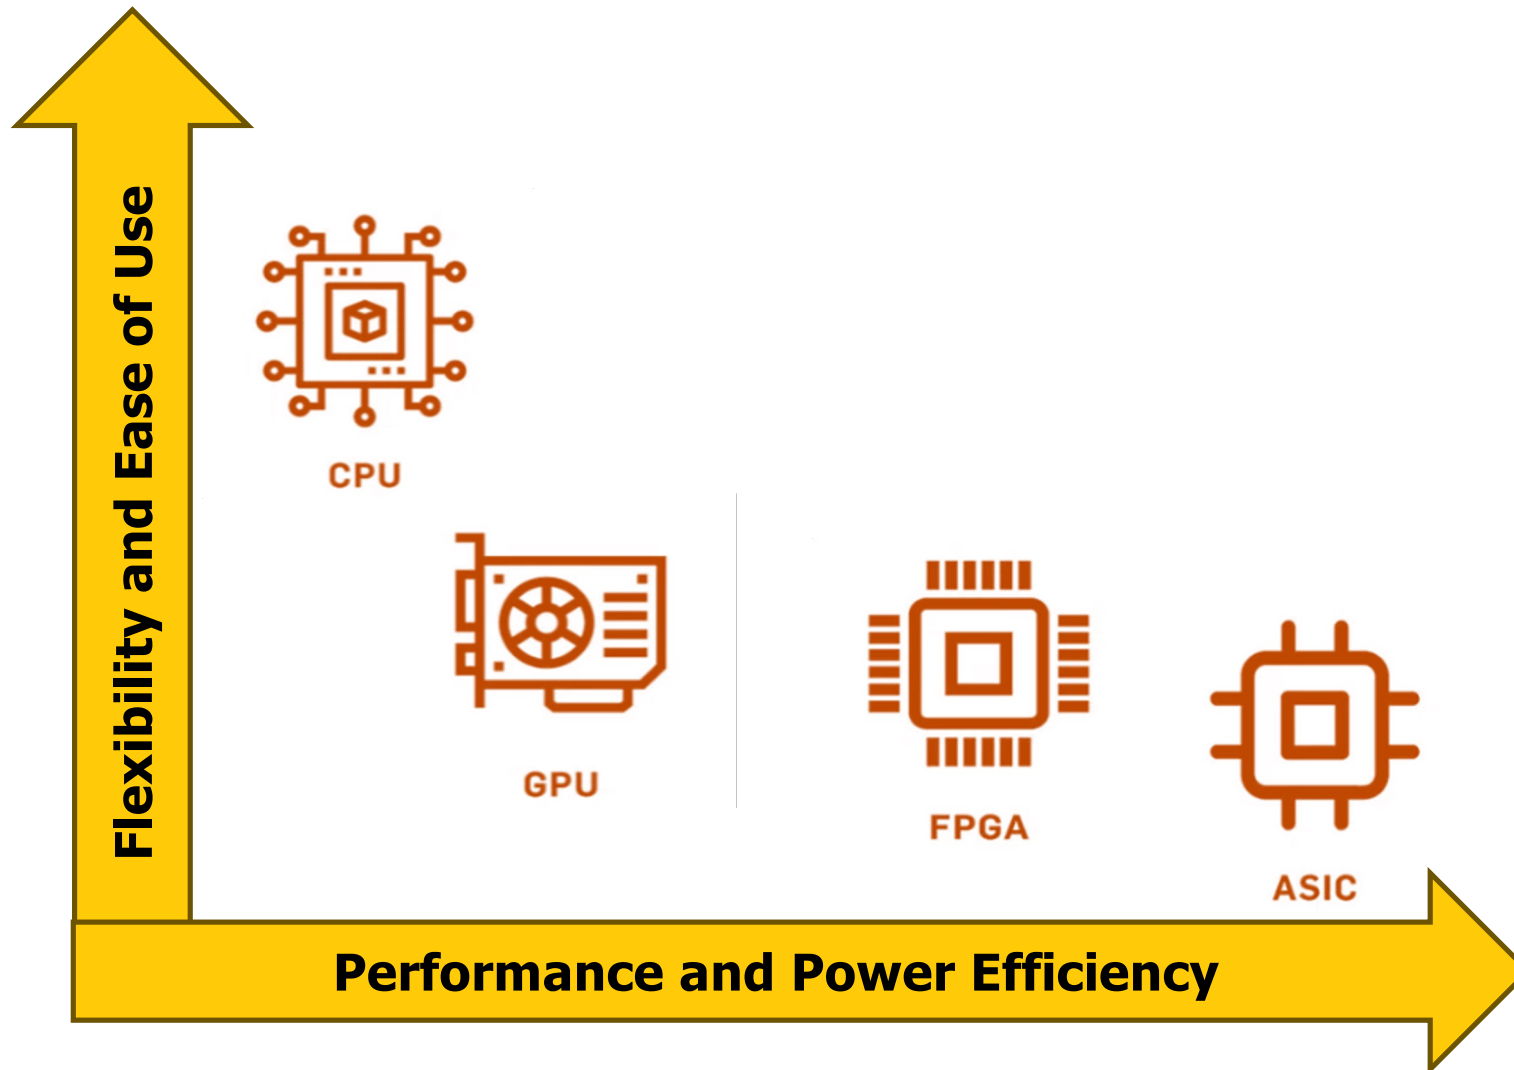 Flexibility and Ease of Use
CPU
GPU
FPGA
ASIC
Performance and Power Efficiency